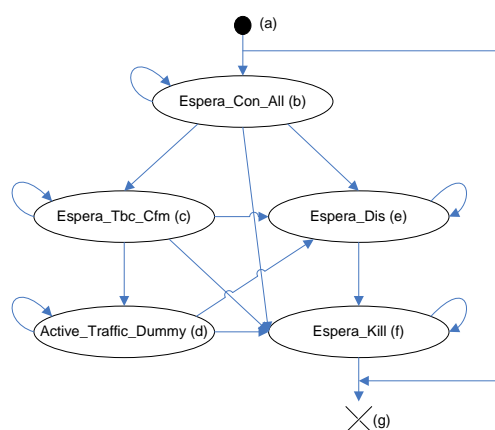 (a)
Espera_Con_All (b)
Espera_Tbc_Cfm (c)
Espera_Dis (e)
Active_Traffic_Dummy (d)
Espera_Kill (f)
(g)